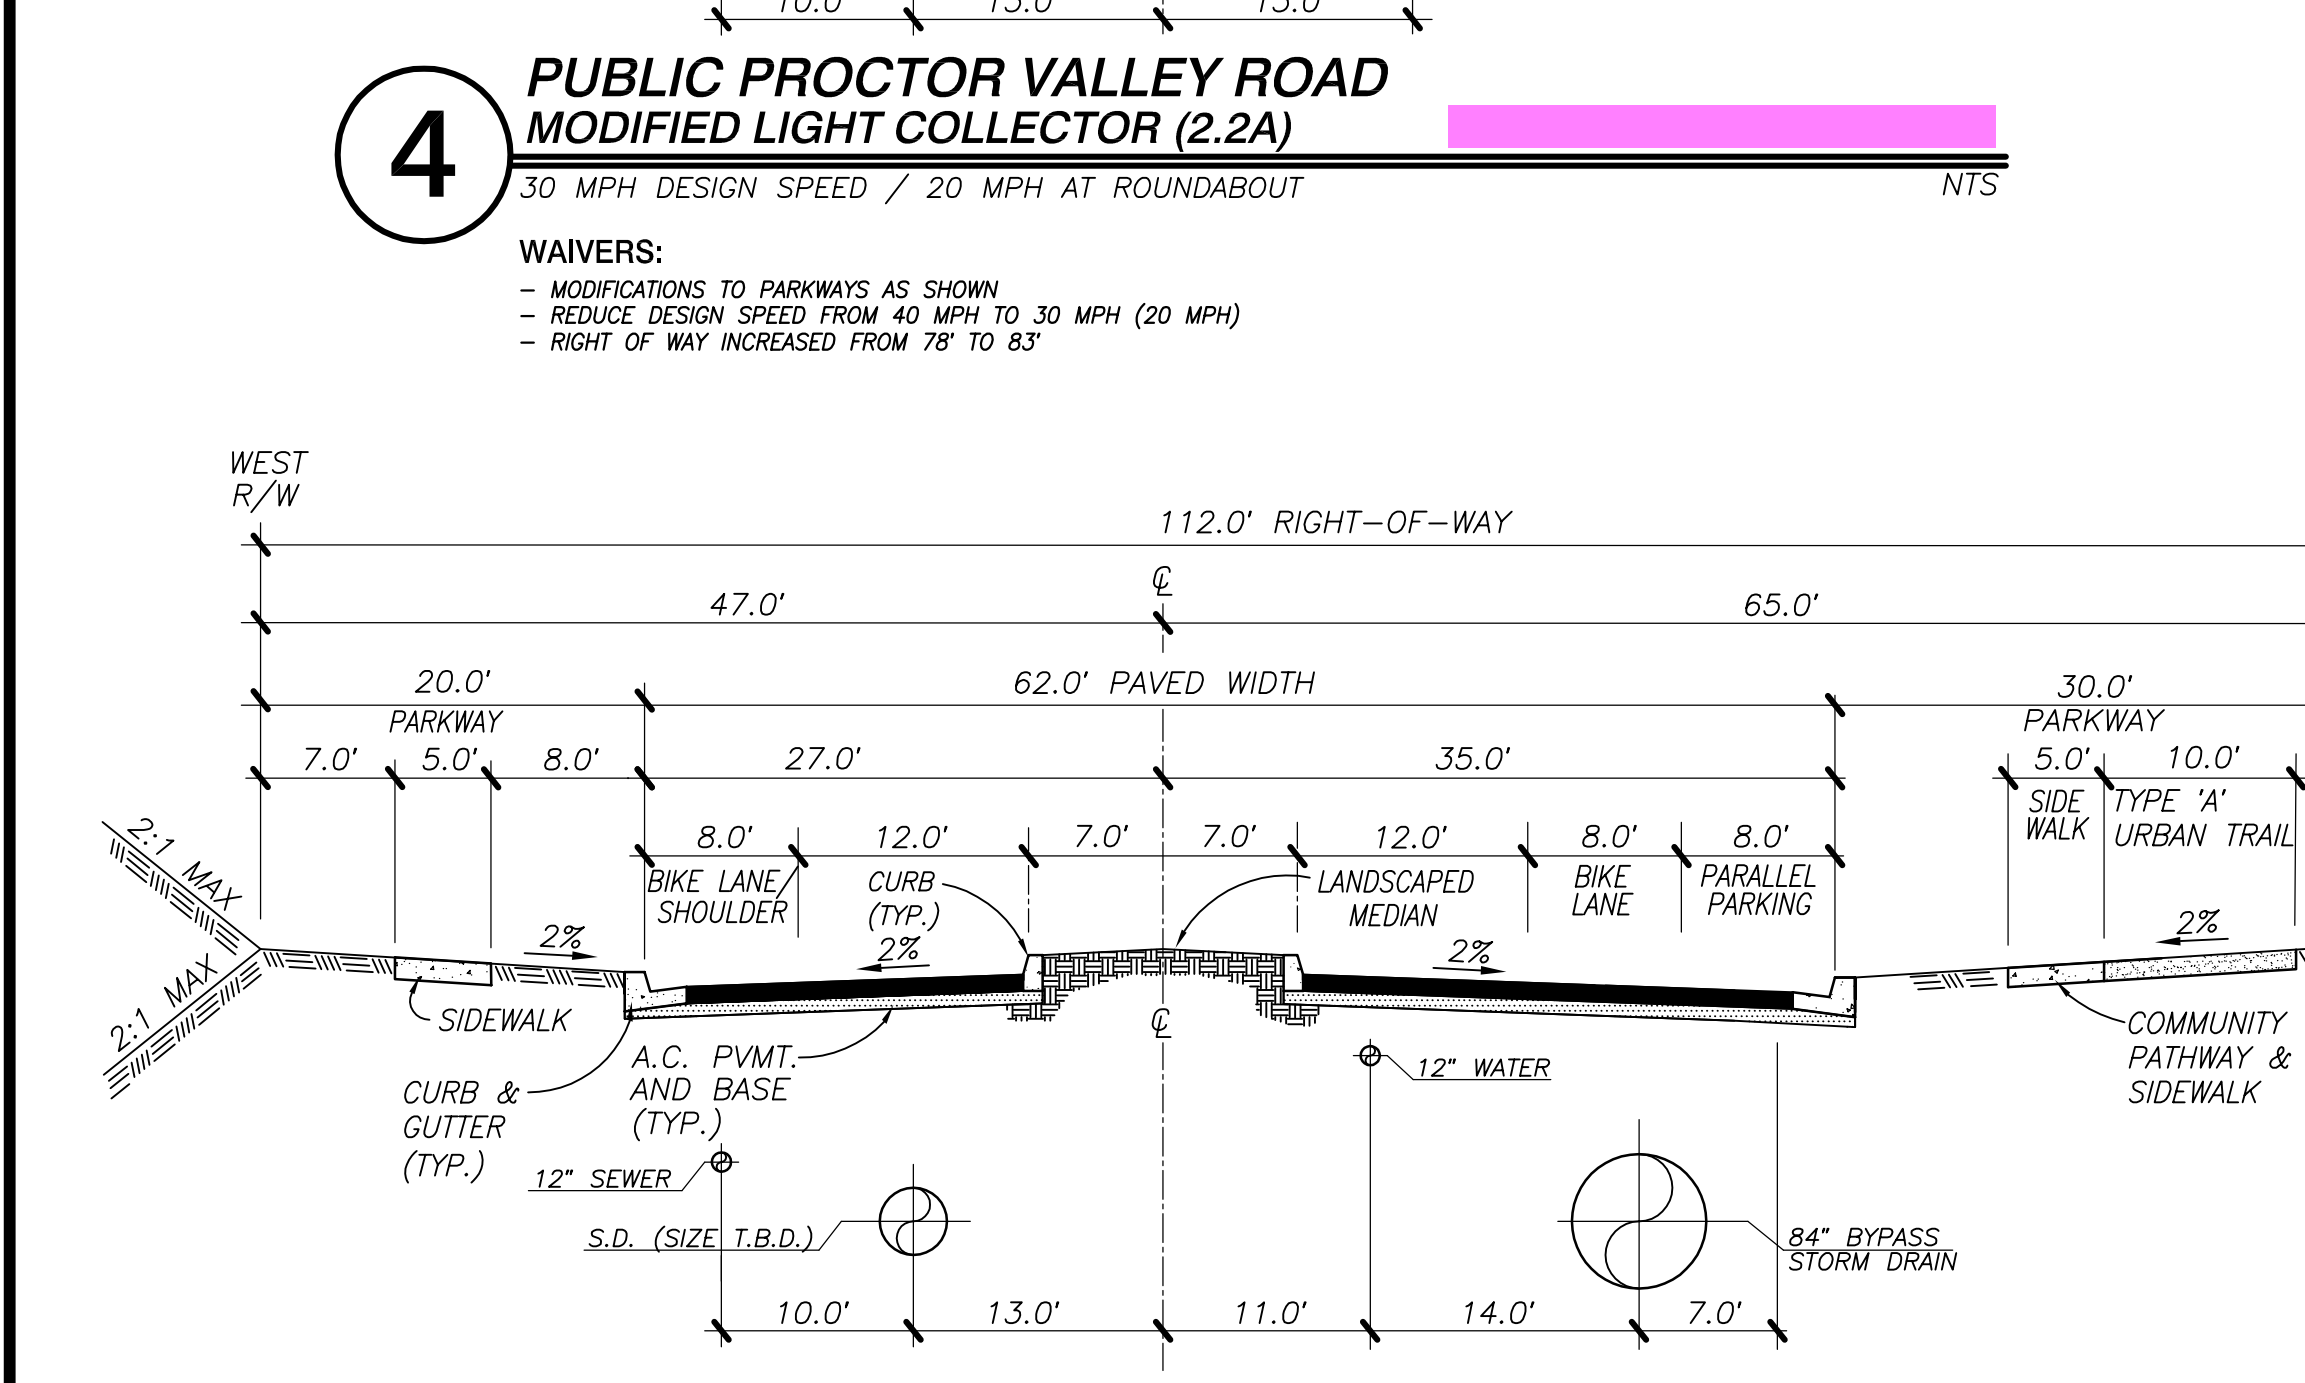 4
PUBLIC PROCTOR VALLEY ROAD
MODIFIED LIGHT COLLECTOR (2.2A)
30 MPH DESIGN SPEED / 20 MPH AT ROUNDABOUT
NTS
WAIVERS:
– MODIFICATIONS TO PARKWAYS AS SHOWN
– REDUCE DESIGN SPEED FROM 40 MPH TO 30 MPH (20 MPH)
– RIGHT OF WAY INCREASED FROM 78' TO 83'
WEST
R/W
112.0' RIGHT–OF–WAY
℄
47.0'
65.0'
20.0'
PARKWAY
62.0' PAVED WIDTH
30.0'
PARKWAY
7.0'
5.0'
8.0'
27.0'
35.0'
5.0'
10.0'
SIDE
WALK
TYPE 'A'
URBAN TRAIL
8.0'
12.0'
7.0'
7.0'
12.0'
8.0'
8.0'
BIKE LANE
SHOULDER
CURB
(TYP.)
LANDSCAPED
MEDIAN
BIKE
LANE
PARALLEL
PARKING
2:1 MAX
2:1 MAX
2%
2%
2%
2%
SIDEWALK
℄
CURB &
GUTTER
(TYP.)
A.C. PVMT.
AND BASE
(TYP.)
12" WATER
COMMUNITY
PATHWAY &
SIDEWALK
12" SEWER
S.D. (SIZE T.B.D.)
84" BYPASS
STORM DRAIN
10.0'
13.0'
11.0'
14.0'
7.0'